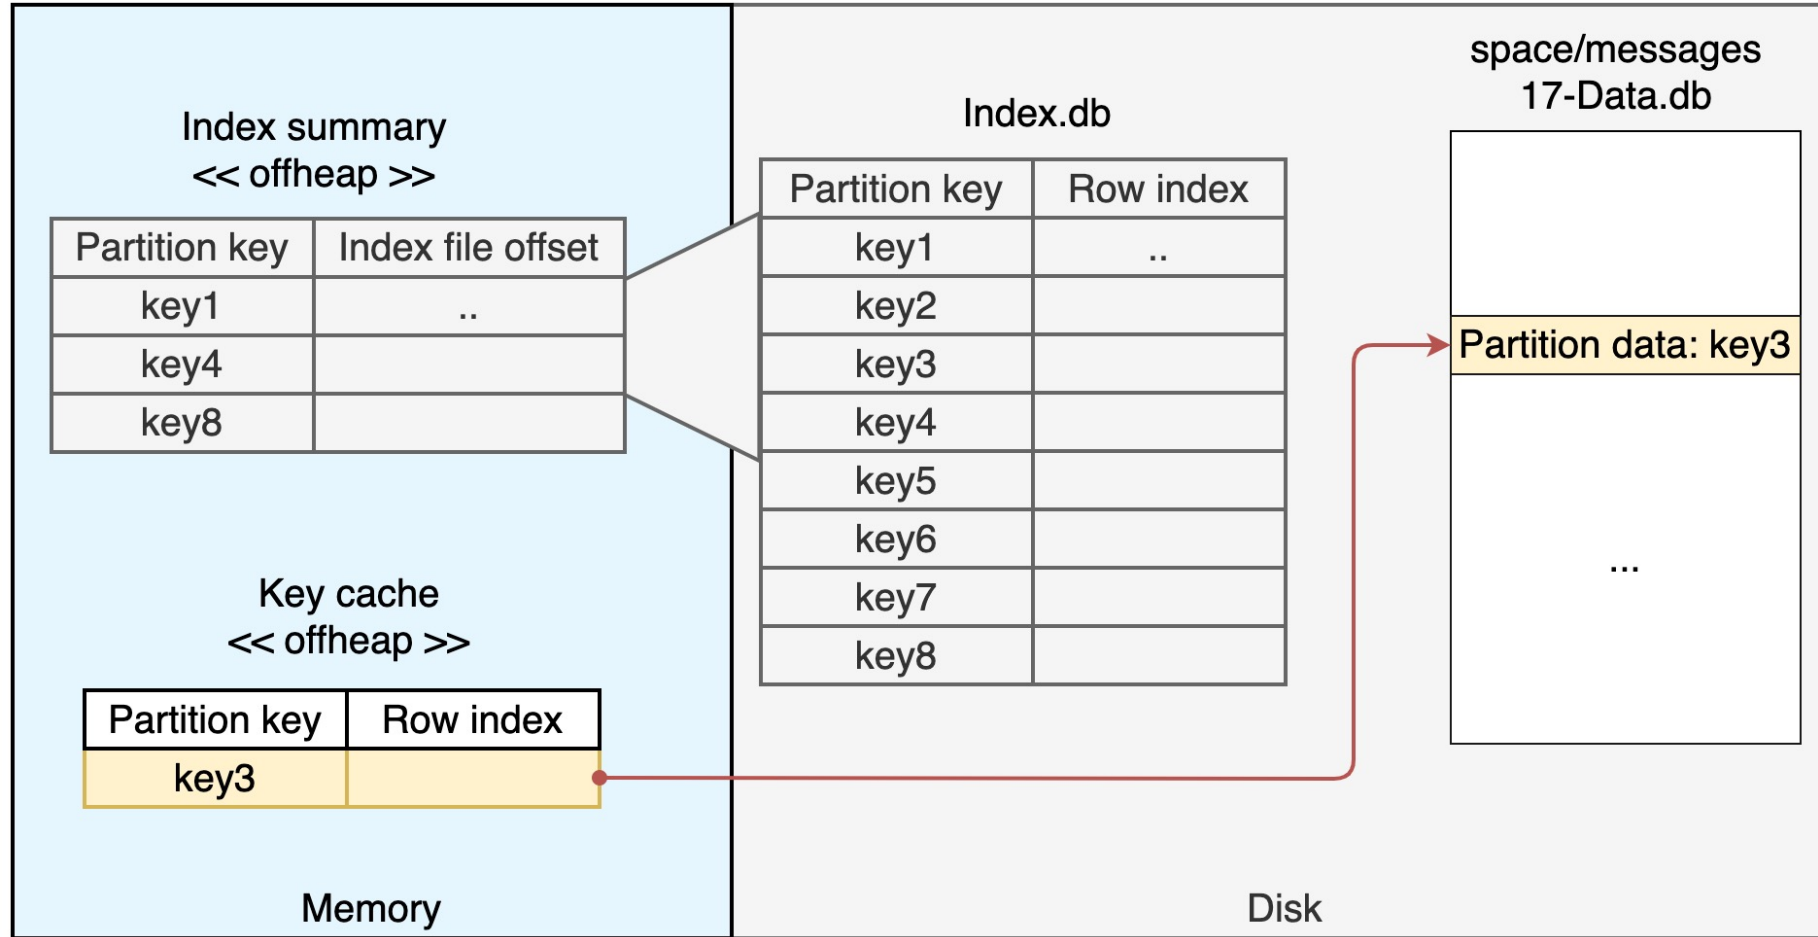 Index summary
<< offheap >>
Partition key Index file offset
key1 ..
key4
key8
Key cache
<< offheap >>
Partition key Row index
key3
Memory
Index.db
Partition key Row index
key1 ..
key2
key3
key4
key5
key6
key7
key8
space/messages
17-Data.db
Partition data: key3
...
Disk